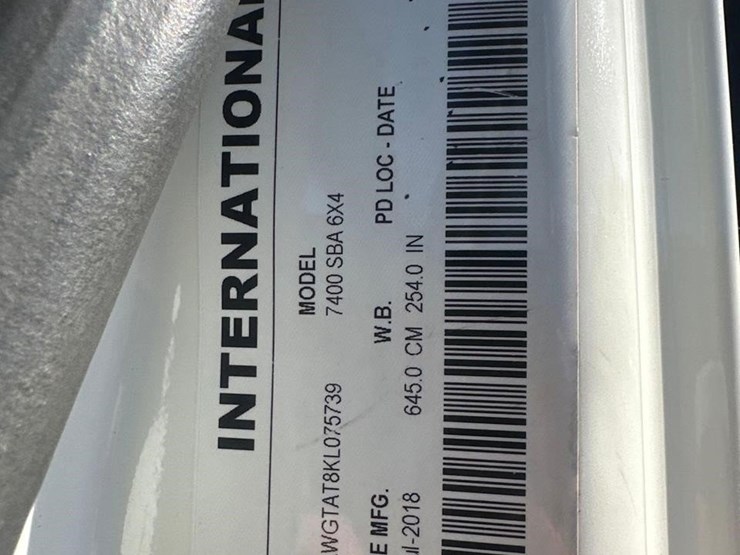 INTERNATIONA
MODEL
WGTAT8KL075739 7400 SBA 6X4
E MFG. W.B. PD LOC - DATE
-2018 645.0 CM 254.0 IN